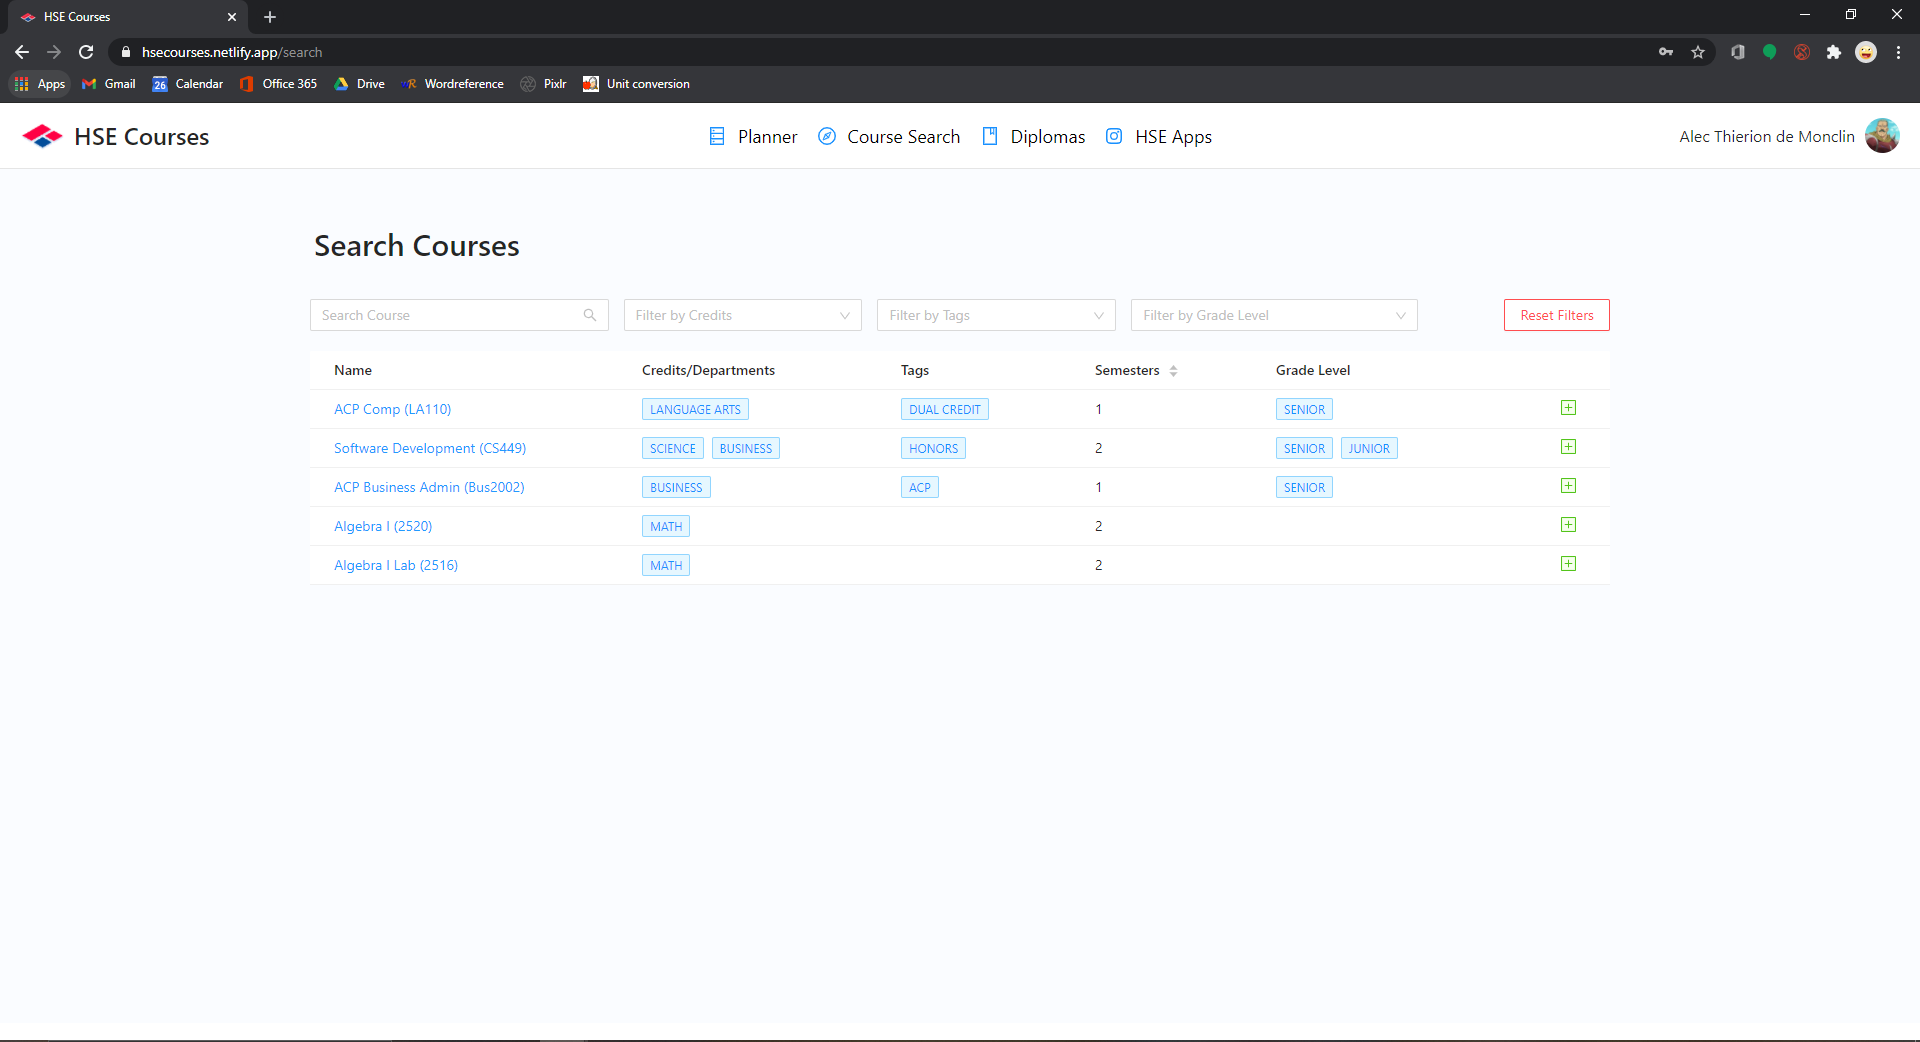 HSE Courses
hsecourses.netlify.app/search
Apps Gmail 26 Calendar Office 365 Drive WR Wordreference Pixlr Unit conversion
HSE Courses Planner Course Search Diplomas HSE Apps Alec Thierion de Monclin
Search Courses
Search Course Filter by Credits Filter by Tags Filter by Grade Level Reset Filters
Name Credits/Departments Tags Semesters Grade Level
ACP Comp (LA110) LANGUAGE ARTS DUAL CREDIT 1 SENIOR
Software Development (CS449) SCIENCE BUSINESS HONORS 2 SENIOR JUNIOR
ACP Business Admin (Bus2002) BUSINESS ACP 1 SENIOR
Algebra I (2520) MATH 2
Algebra I Lab (2516) MATH 2